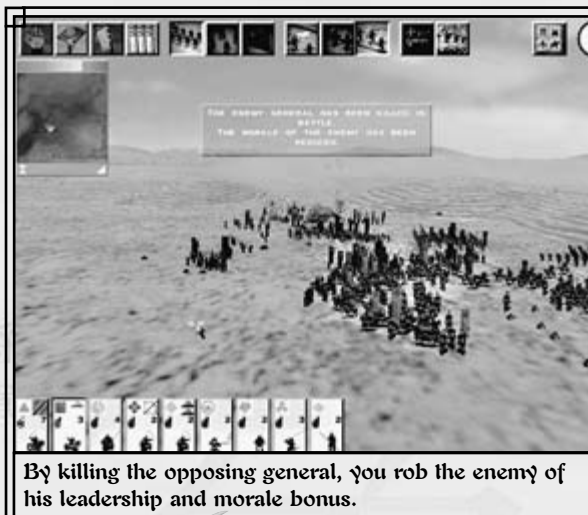 THE ENEMY GENERAL HAS BEEN KILLED IN
BATTLE.
THE MORALE OF THE ENEMY HAS BEEN
REDUCED.
By killing the opposing general, you rob the enemy of
his leadership and morale bonus.